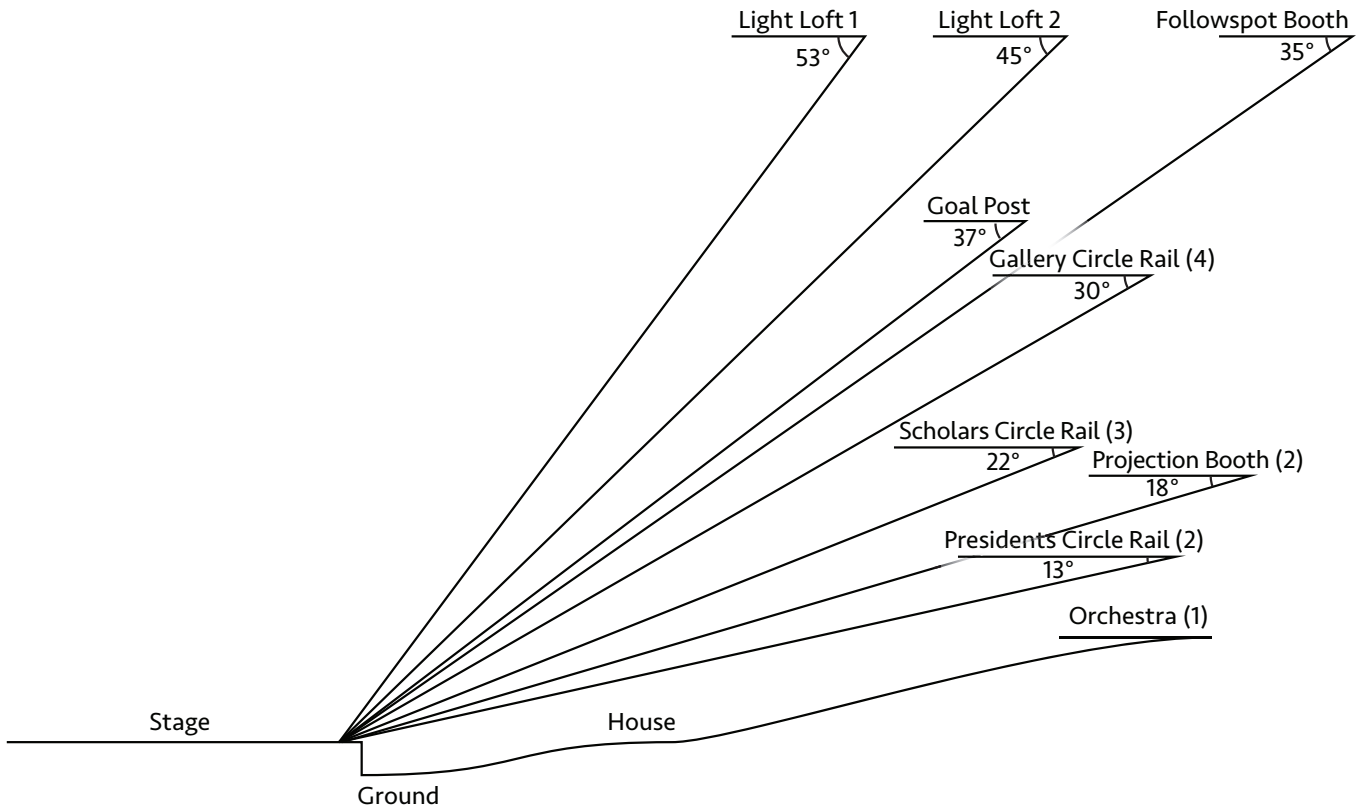 Light Loft 1
Light Loft 2
Followspot Booth
53°
45°
35°
Goal Post
37°
Gallery Circle Rail (4)
30°
Scholars Circle Rail (3)
22°
Projection Booth (2)
18°
Presidents Circle Rail (2)
13°
Orchestra (1)
Stage
House
Ground